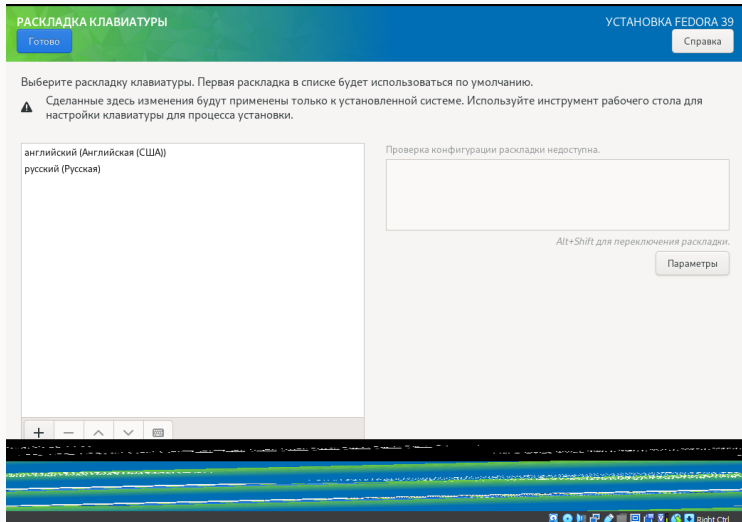 РАСКЛАДКА КЛАВИАТУРЫ
УСТАНОВКА FEDORA 39
Готово
Справка
Выберите раскладку клавиатуры. Первая раскладка в списке будет использоваться по умолчанию.
Сделанные здесь изменения будут применены только к установленной системе. Используйте инструмент рабочего стола для
настройки клавиатуры для процесса установки.
английский (Английская (США))
русский (Русская)
Проверка конфигурации раскладки недоступна.
Alt+Shift для переключения раскладки.
Параметры
Right Ctrl